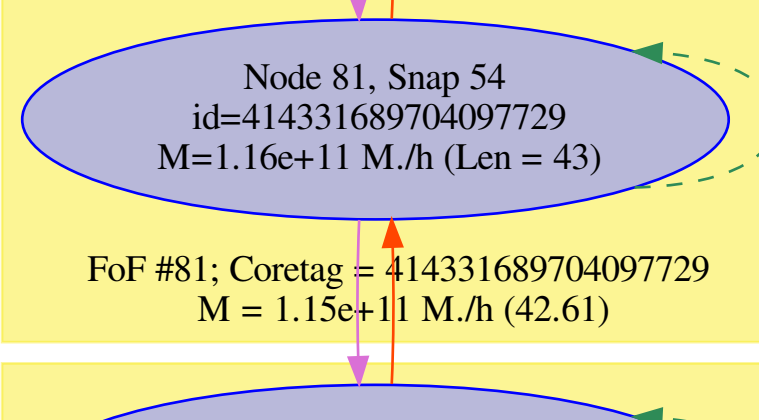 Node 81, Snap 54
id=414331689704097729
M=1.16e+11 M./h (Len = 43)
FoF #81; Coretag = 414331689704097729
M = 1.15e+11 M./h (42.61)